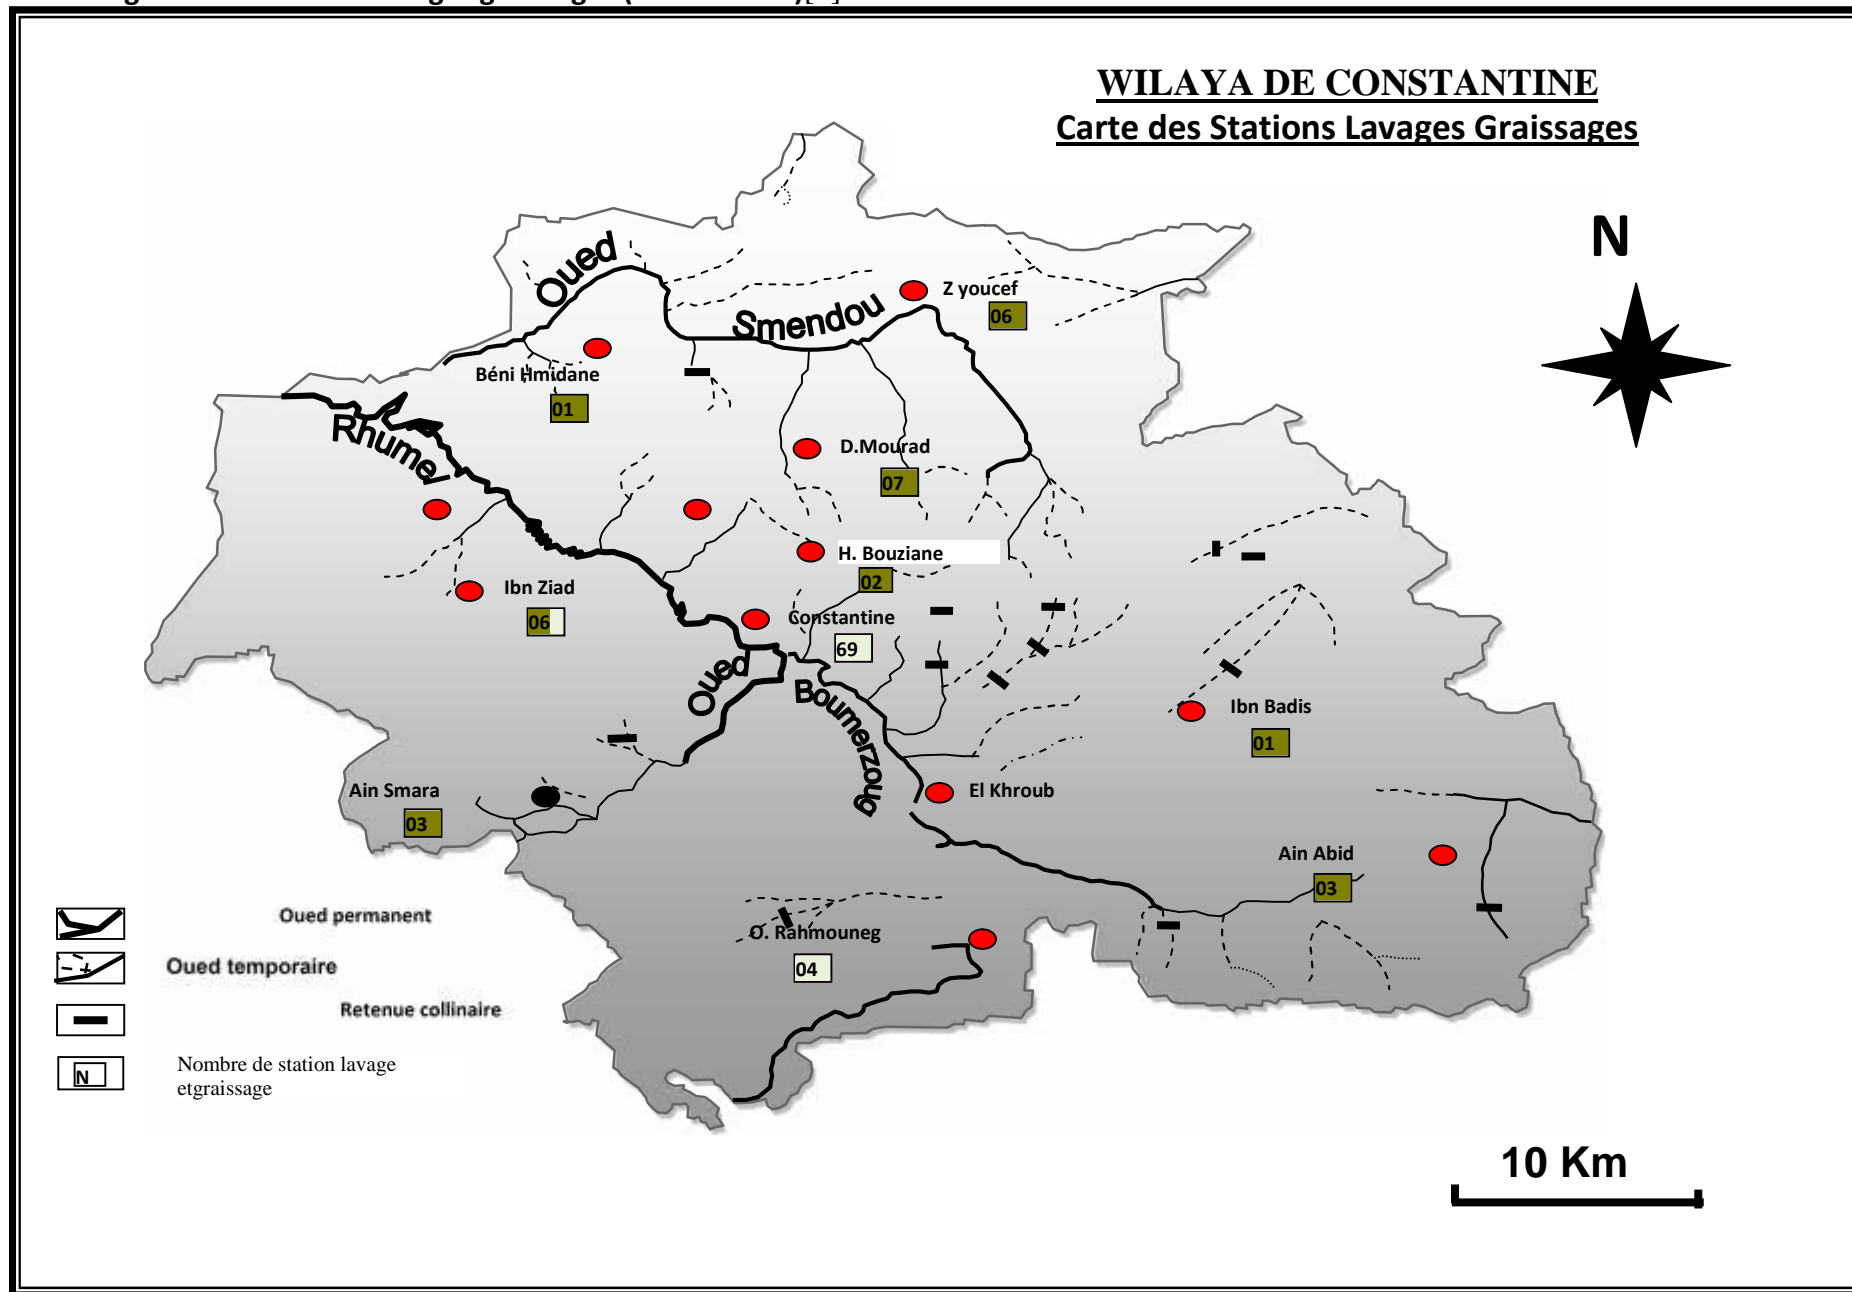 WILAYA DE CONSTANTINE
Carte des Stations Lavages Graissages
N
Oued
Smendou
Z youcef
06
Béni Hmidane
01
Rhumel
D.Mourad
07
H. Bouziane
02
Ibn Ziad
06
Constantine
69
Oued
Boumerzoug
Ibn Badis
01
Ain Smara
03
El Khroub
Ain Abid
03
O. Rahmouneg
04
Oued permanent
Oued temporaire
Retenue collinaire
N
Nombre de station lavage
etgraissage
10 Km